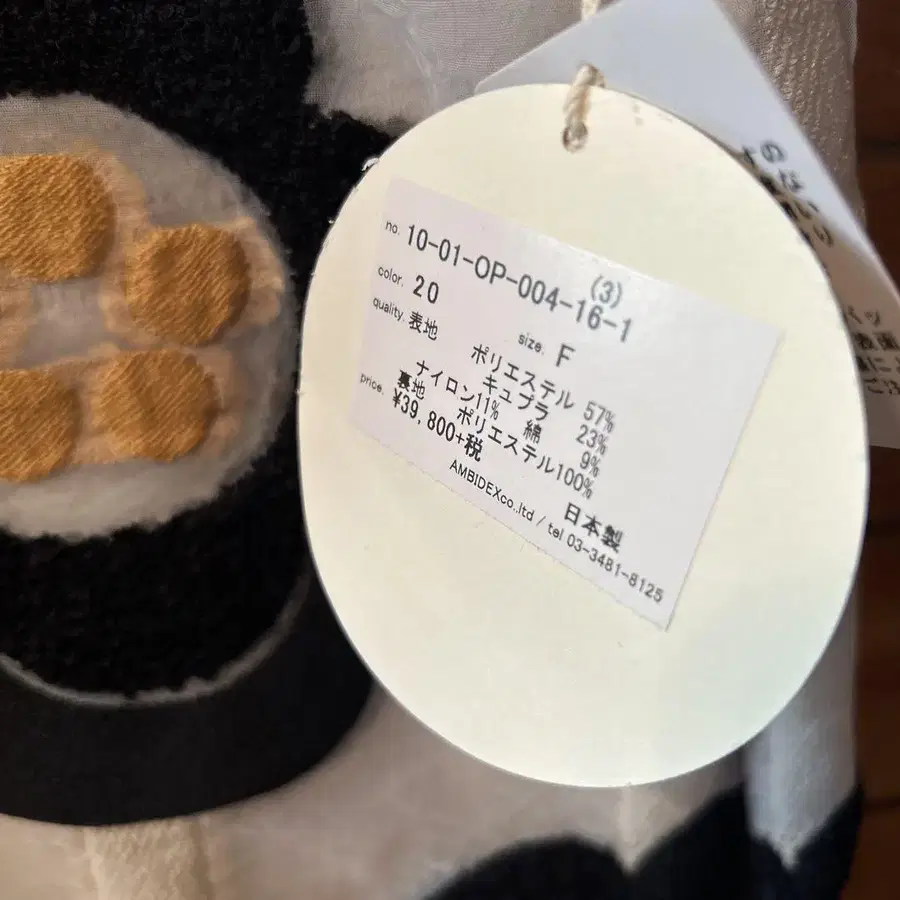 no. 10-01-OP-004-16-1
(3)
color. 20
size. F
quality. 表地
ポリエステル 57%
キュプラ 23%
ナイロン11% 綿 9%
裏地 ポリエステル100%
price. ¥39,800+税
日本製
AMBIDEXco.,ltd / tel 03-3481-8125
のない